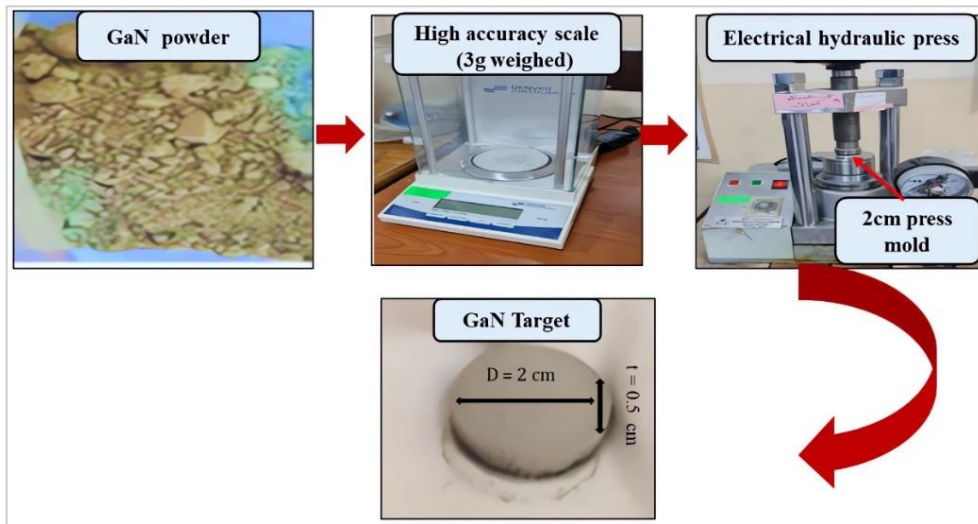 GaN powder
High accuracy scale
(3g weighed)
DENVER
Electrical hydraulic press
2cm press
mold
GaN Target
D = 2 cm
t = 0.5 cm